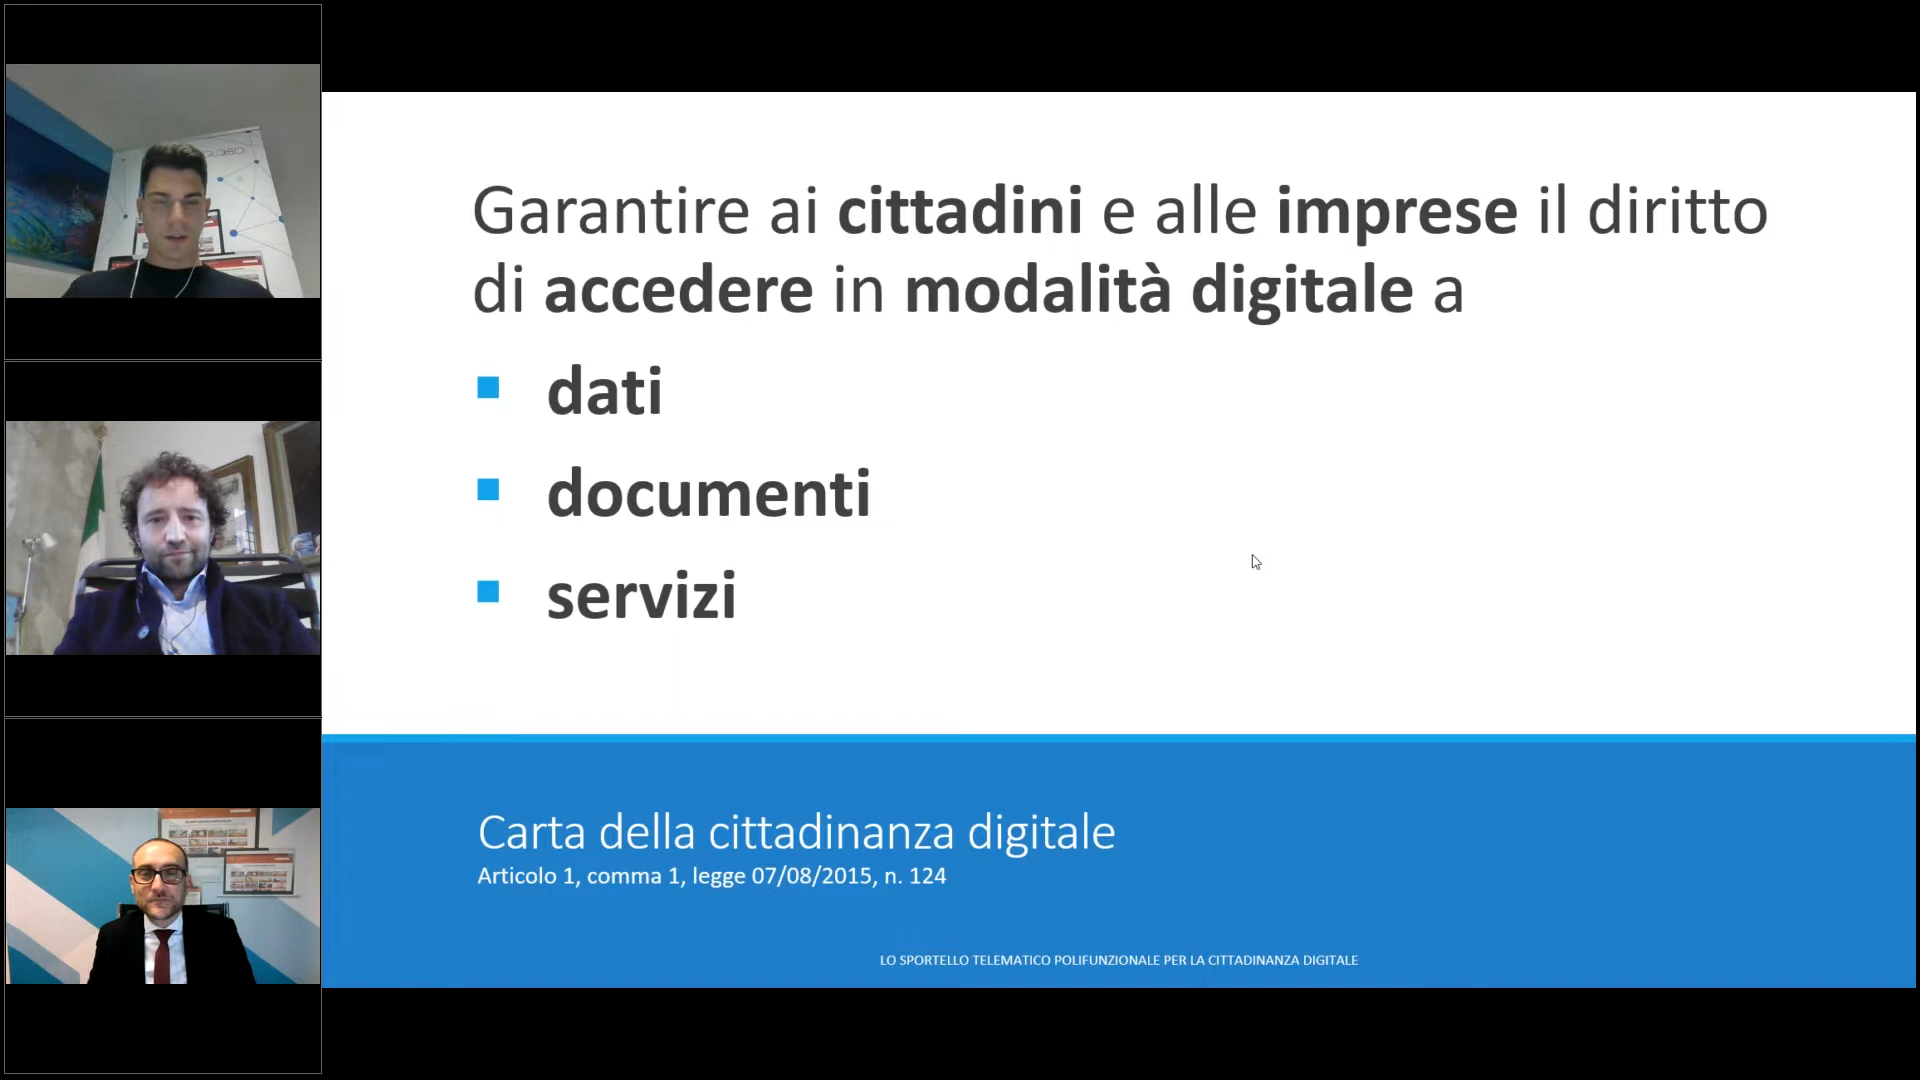 Garantire ai cittadini e alle imprese il diritto
di accedere in modalità digitale a
dati
documenti
servizi
Carta della cittadinanza digitale
Articolo 1, comma 1, legge 07/08/2015, n. 124
LO SPORTELLO TELEMATICO POLIFUNZIONALE PER LA CITTADINANZA DIGITALE